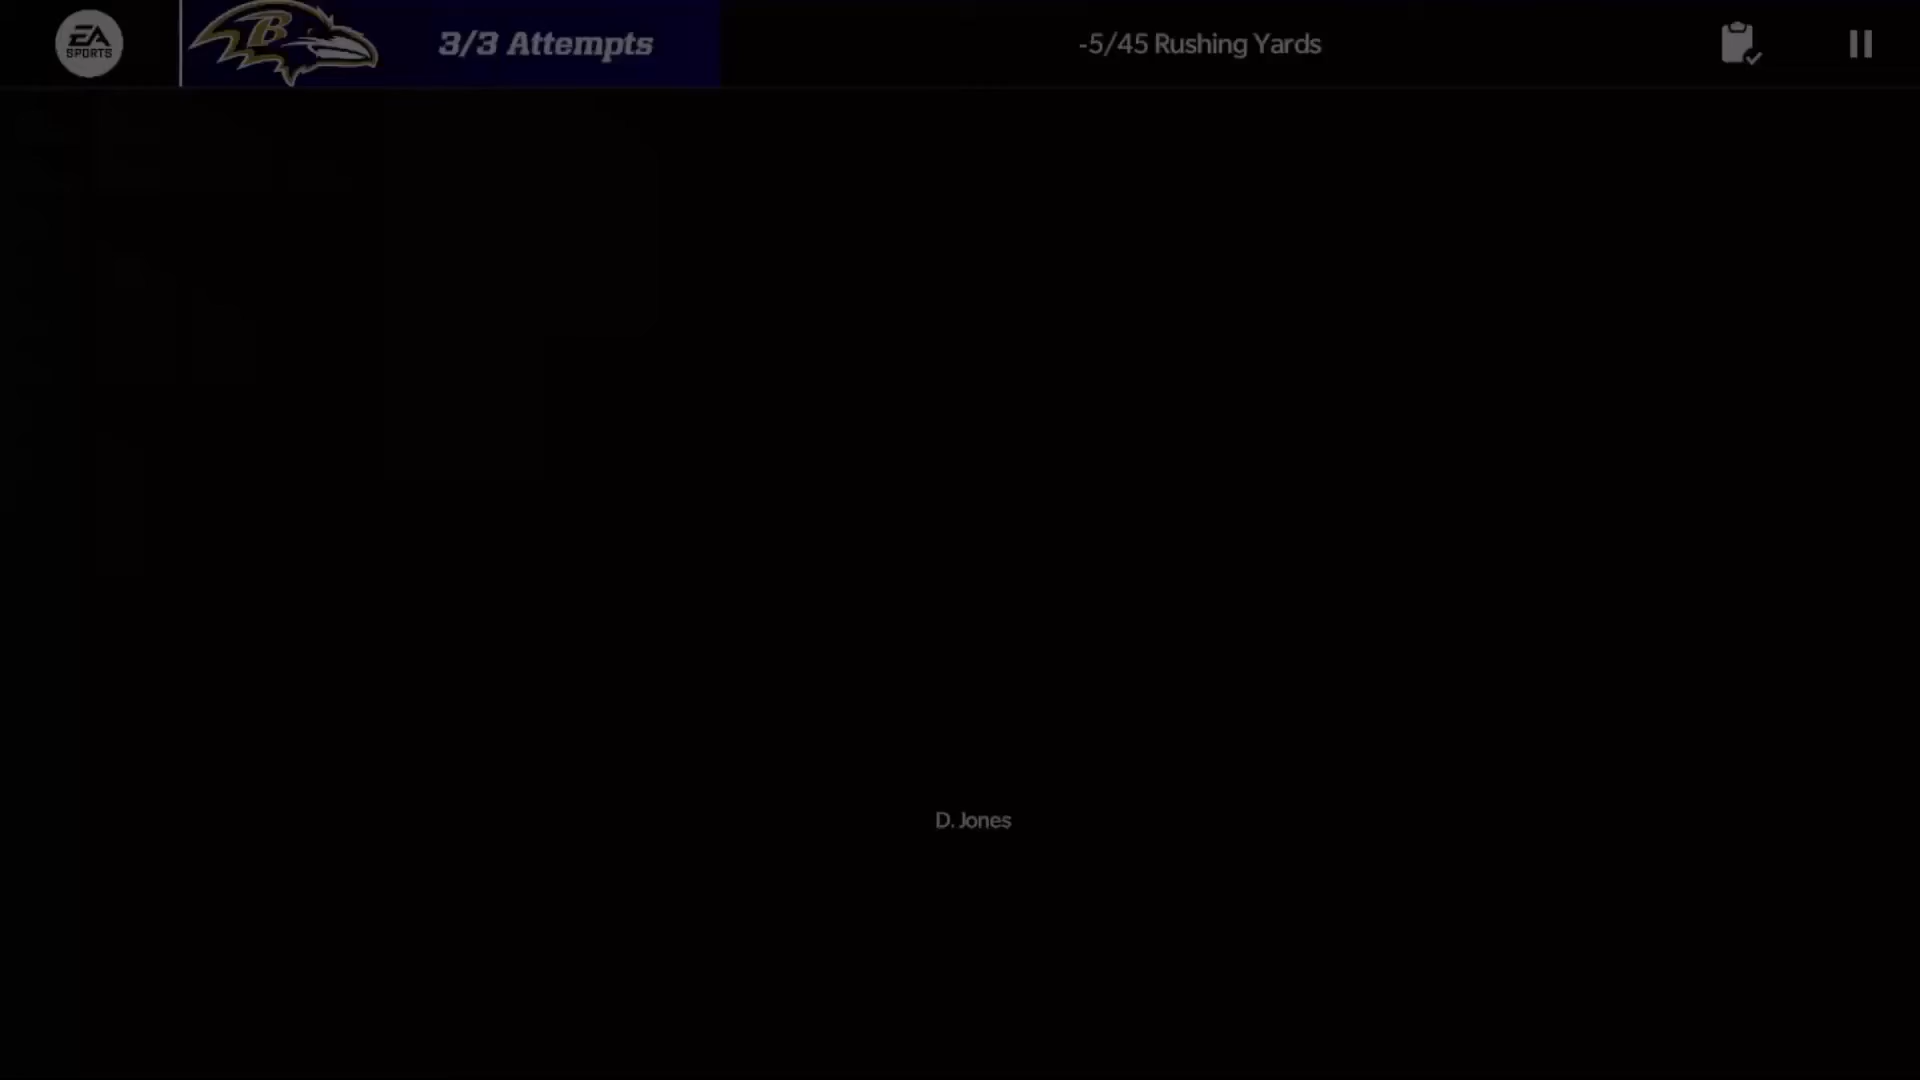 EA
SPORTS
B
3/3 Attempts
-5/45 Rushing Yards
D. Jones